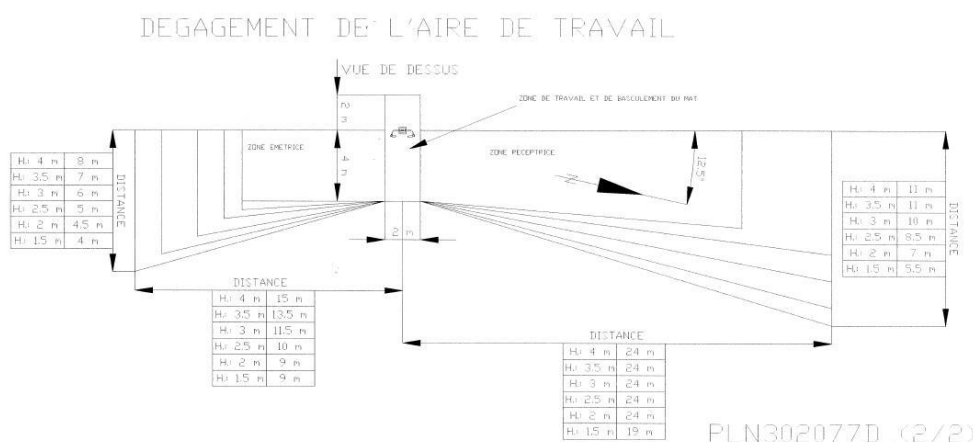 DEGAGEMENT DE L'AIRE DE TRAVAIL
VUE DE DESSUS
ZONE DE TRAVAIL ET DE BASCULEMENT DU MAT
ZONE EMETRICE
ZONE RECEPTRICE
12.5°
N
2 m
DISTANCE
H.: 4 m 8 m
H.: 3.5 m 7 m
H.: 3 m 6 m
H.: 2.5 m 5 m
H.: 2 m 4.5 m
H.: 1.5 m 4 m
DISTANCE
H.: 4 m 11 m
H.: 3.5 m 11 m
H.: 3 m 10 m
H.: 2.5 m 8.5 m
H.: 2 m 7 m
H.: 1.5 m 5.5 m
DISTANCE
H.: 4 m 15 m
H.: 3.5 m 13.5 m
H.: 3 m 11.5 m
H.: 2.5 m 10 m
H.: 2 m 9 m
H.: 1.5 m 9 m
DISTANCE
H.: 4 m 24 m
H.: 3.5 m 24 m
H.: 3 m 24 m
H.: 2.5 m 24 m
H.: 2 m 24 m
H.: 1.5 m 19 m
PLN302077D (2/2)